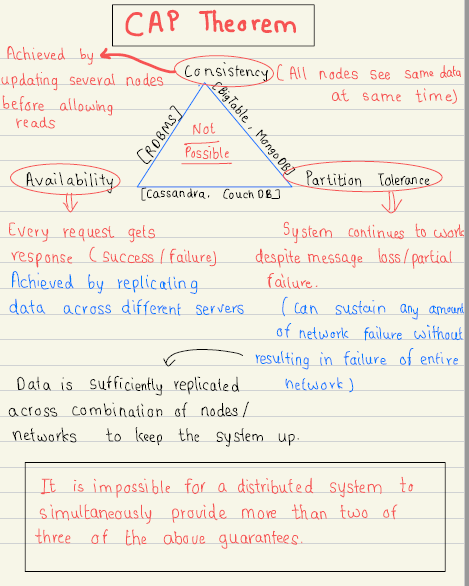 CAP Theorem
Achieved by
updating several nodes
before allowing
reads
Consistency (All nodes see same data
at same time)
[RDBMS]
[BigTable, MongoDB]
Not
Possible
[Cassandra, CouchDB]
Availability
Partition Tolerance
Every request gets
response (success/failure)
Achieved by replicating
data across different servers
System continues to work
despite message loss/partial
failure.
(can sustain any amount
of network failure without
resulting in failure of entire
network)
Data is sufficiently replicated
across combination of nodes/
networks to keep the system up.
It is impossible for a distributed system to
simultaneously provide more than two of
three of the above guarantees.